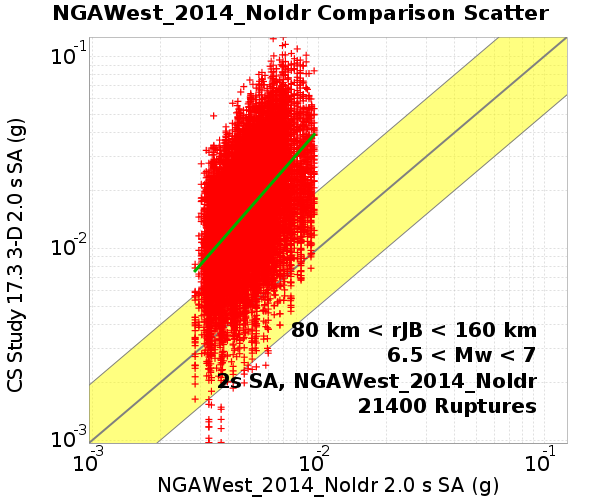 NGAWest_2014_NoIdr Comparison Scatter
CS Study 17.3 3-D 2.0 s SA (g)
10-1
10-2
10-3
80 km < rJB < 160 km
6.5 < Mw < 7
2s SA, NGAWest_2014_NoIdr
21400 Ruptures
10-3 10-2 10-1
NGAWest_2014_NoIdr 2.0 s SA (g)